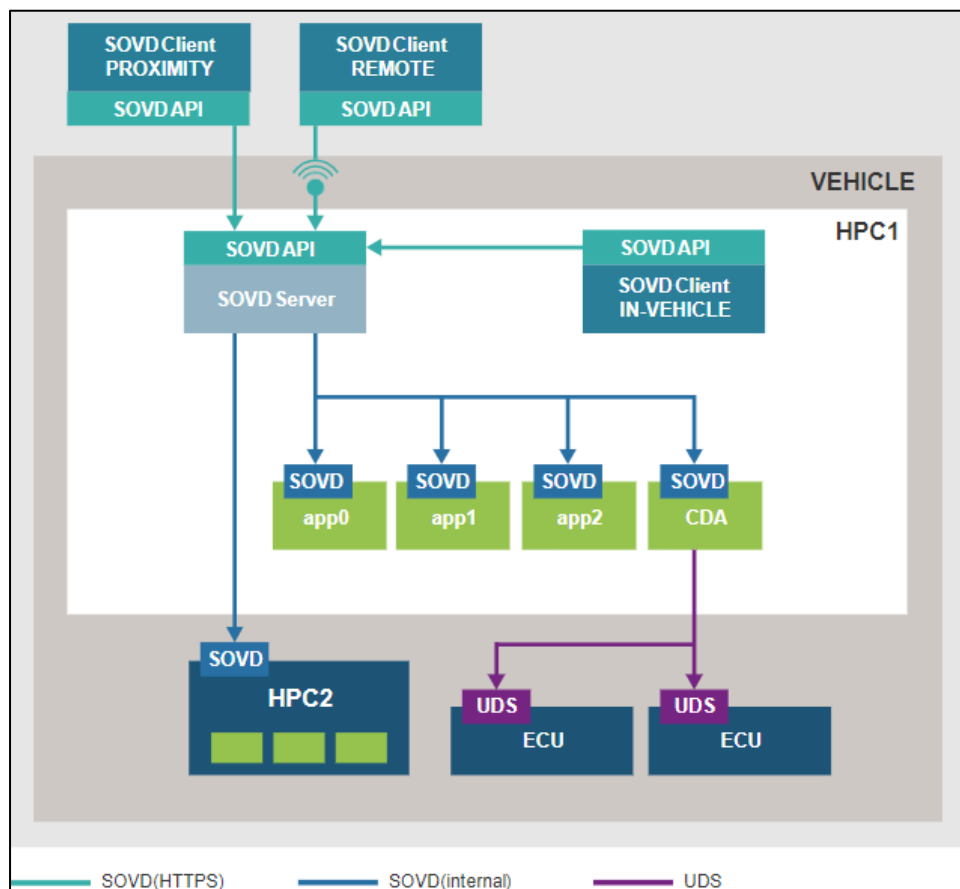 SOVD Client
PROXIMITY
SOVD API
SOVD Client
REMOTE
SOVD API
VEHICLE
HPC1
SOVD API
SOVD Server
SOVD API
SOVD Client
IN-VEHICLE
SOVD
app0
SOVD
app1
SOVD
app2
SOVD
CDA
SOVD
HPC2
UDS
ECU
UDS
ECU
SOVD(HTTPS)
SOVD(internal)
UDS